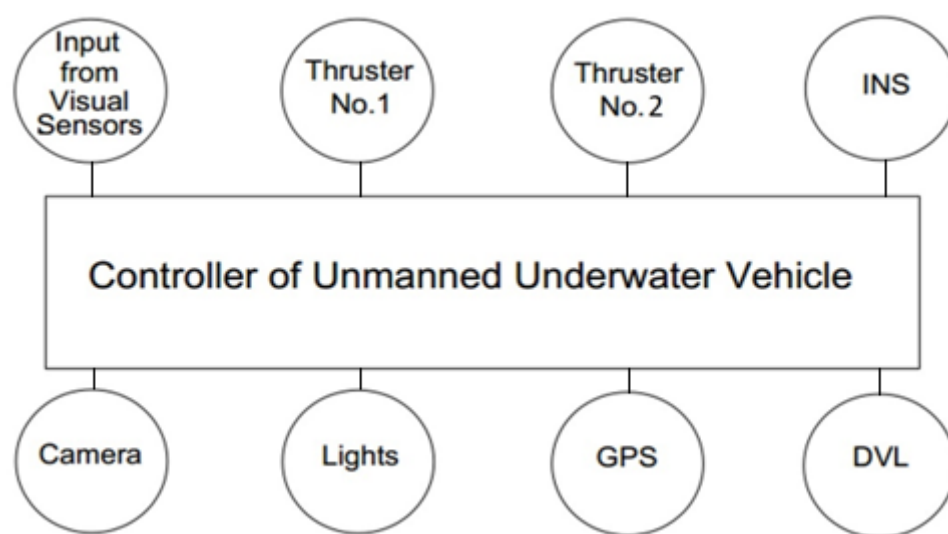 Input
from
Visual
Sensors
Thruster
No.1
Thruster
No.2
INS
Controller of Unmanned Underwater Vehicle
Camera
Lights
GPS
DVL